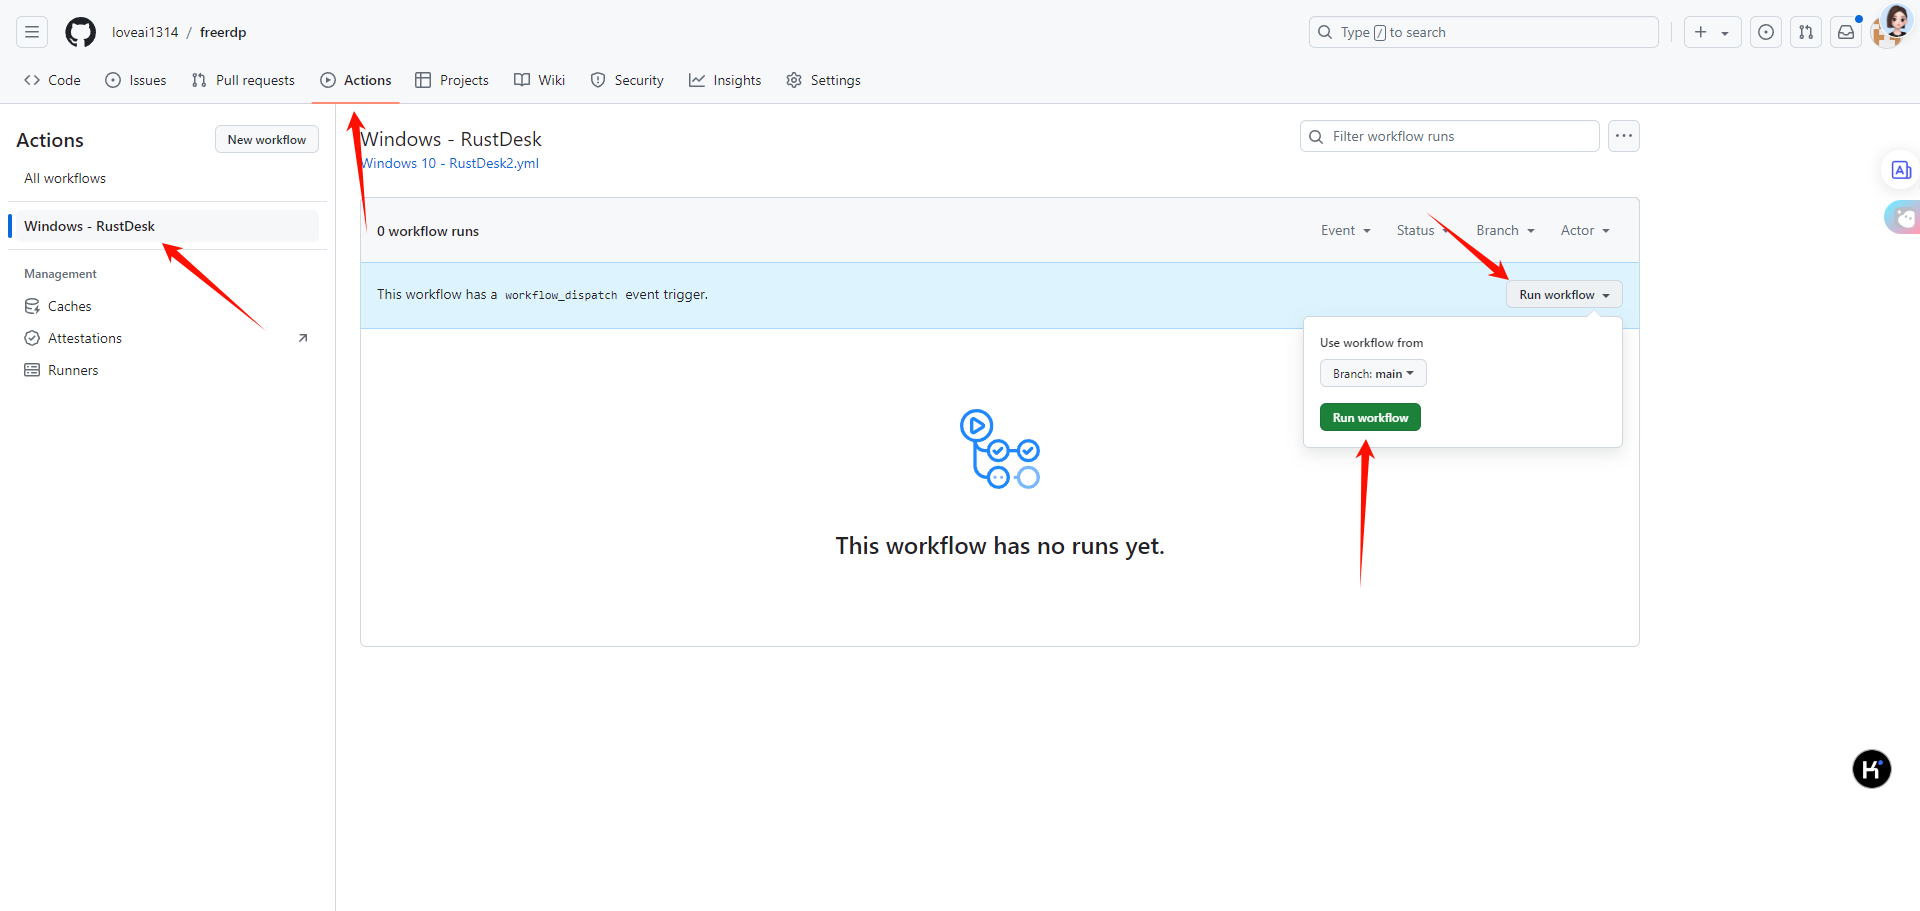 loveai1314 / freerdp
Type / to search
Code
Issues
Pull requests
Actions
Projects
Wiki
Security
Insights
Settings
Actions
New workflow
All workflows
Windows - RustDesk
Management
Caches
Attestations
Runners
Windows - RustDesk
Windows 10 - RustDesk2.yml
Filter workflow runs
0 workflow runs
Event
Status
Branch
Actor
This workflow has a workflow_dispatch event trigger.
Run workflow
Use workflow from
Branch: main
Run workflow
This workflow has no runs yet.